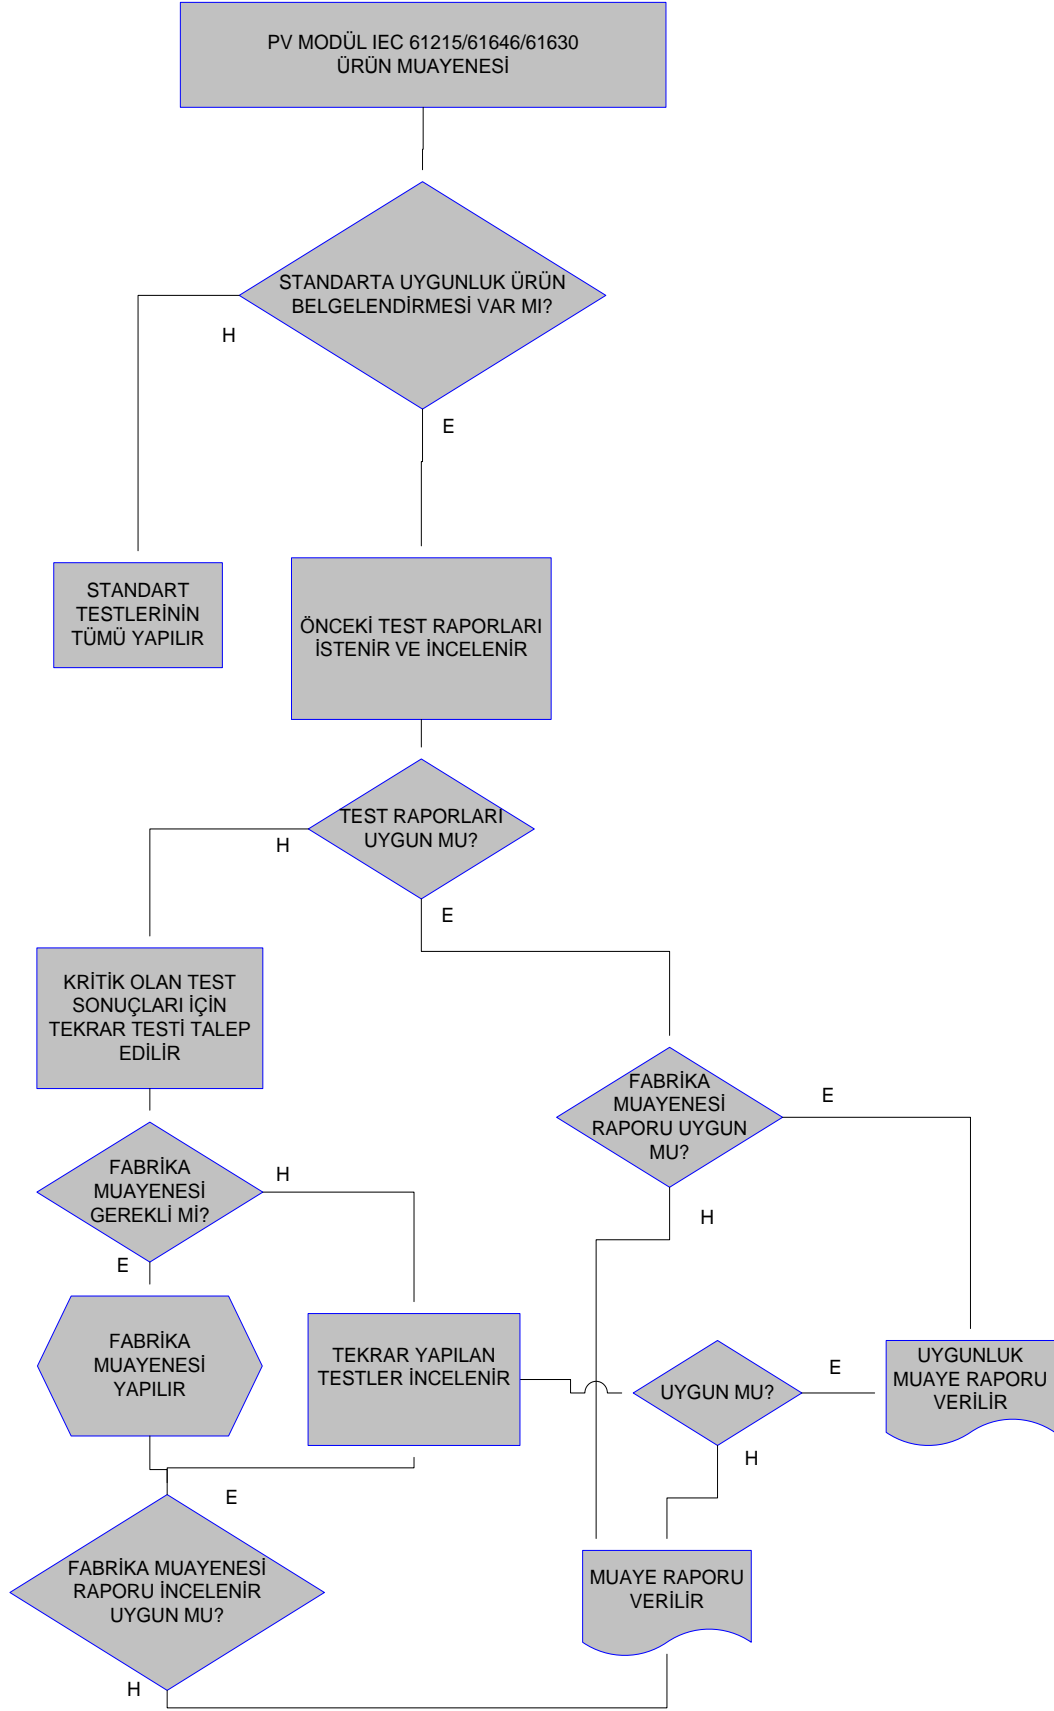 PV MODÜL IEC 61215/61646/61630
ÜRÜN MUAYENESİ
STANDARTA UYGUNLUK ÜRÜN
BELGELENDİRMESİ VAR MI?
H
E
STANDART
TESTLERİNİN
TÜMÜ YAPILIR
ÖNCEKİ TEST RAPORLARI
İSTENİR VE İNCELENİR
TEST RAPORLARI
UYGUN MU?
H
E
KRİTİK OLAN TEST
SONUÇLARI İÇİN
TEKRAR TESTİ TALEP
EDİLİR
FABRİKA
MUAYENESİ
RAPORU UYGUN
MU?
E
H
FABRİKA
MUAYENESİ
GEREKLİ Mİ?
H
E
FABRİKA
MUAYENESİ
YAPILIR
TEKRAR YAPILAN
TESTLER İNCELENİR
UYGUN MU?
E
H
UYGUNLUK
MUAYE RAPORU
VERİLİR
E
FABRİKA MUAYENESİ
RAPORU İNCELENİR
UYGUN MU?
H
MUAYE RAPORU
VERİLİR